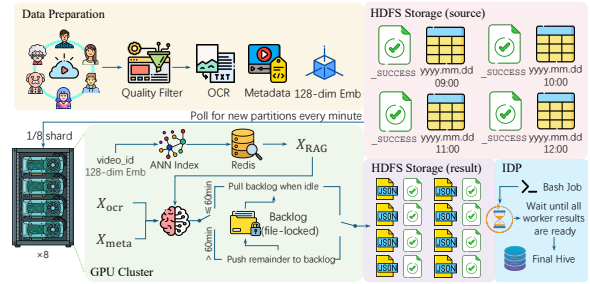 Data Preparation
Quality Filter
OCR
TXT
Metadata
128-dim Emb
HDFS Storage (source)
_SUCCESS
yyyy.mm.dd
09:00
_SUCCESS
yyyy.mm.dd
10:00
_SUCCESS
yyyy.mm.dd
11:00
_SUCCESS
yyyy.mm.dd
12:00
Poll for new partitions every minute
1/8 shard
×8
GPU Cluster
video_id
128-dim Emb
ANN Index
Redis
X_RAG
X_ocr
X_meta
≤ 60min
> 60min
Pull backlog when idle
Backlog
(file-locked)
Push remainder to backlog
HDFS Storage (result)
JSON
JSON
JSON
JSON
JSON
JSON
JSON
JSON
IDP
Bash Job
Wait until all
worker results
are ready
Final Hive